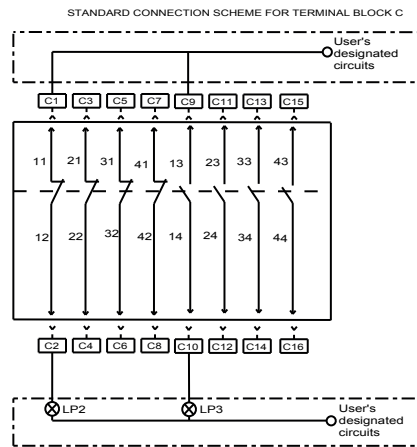 STANDARD CONNECTION SCHEME FOR TERMINAL BLOCK C
User's
designated
circuits
C1 C3 C5 C7 C9 C11 C13 C15
11 21 31 41 13 23 33 43
12 22 32 42 14 24 34 44
C2 C4 C6 C8 C10 C12 C14 C16
LP2 LP3
User's
designated
circuits